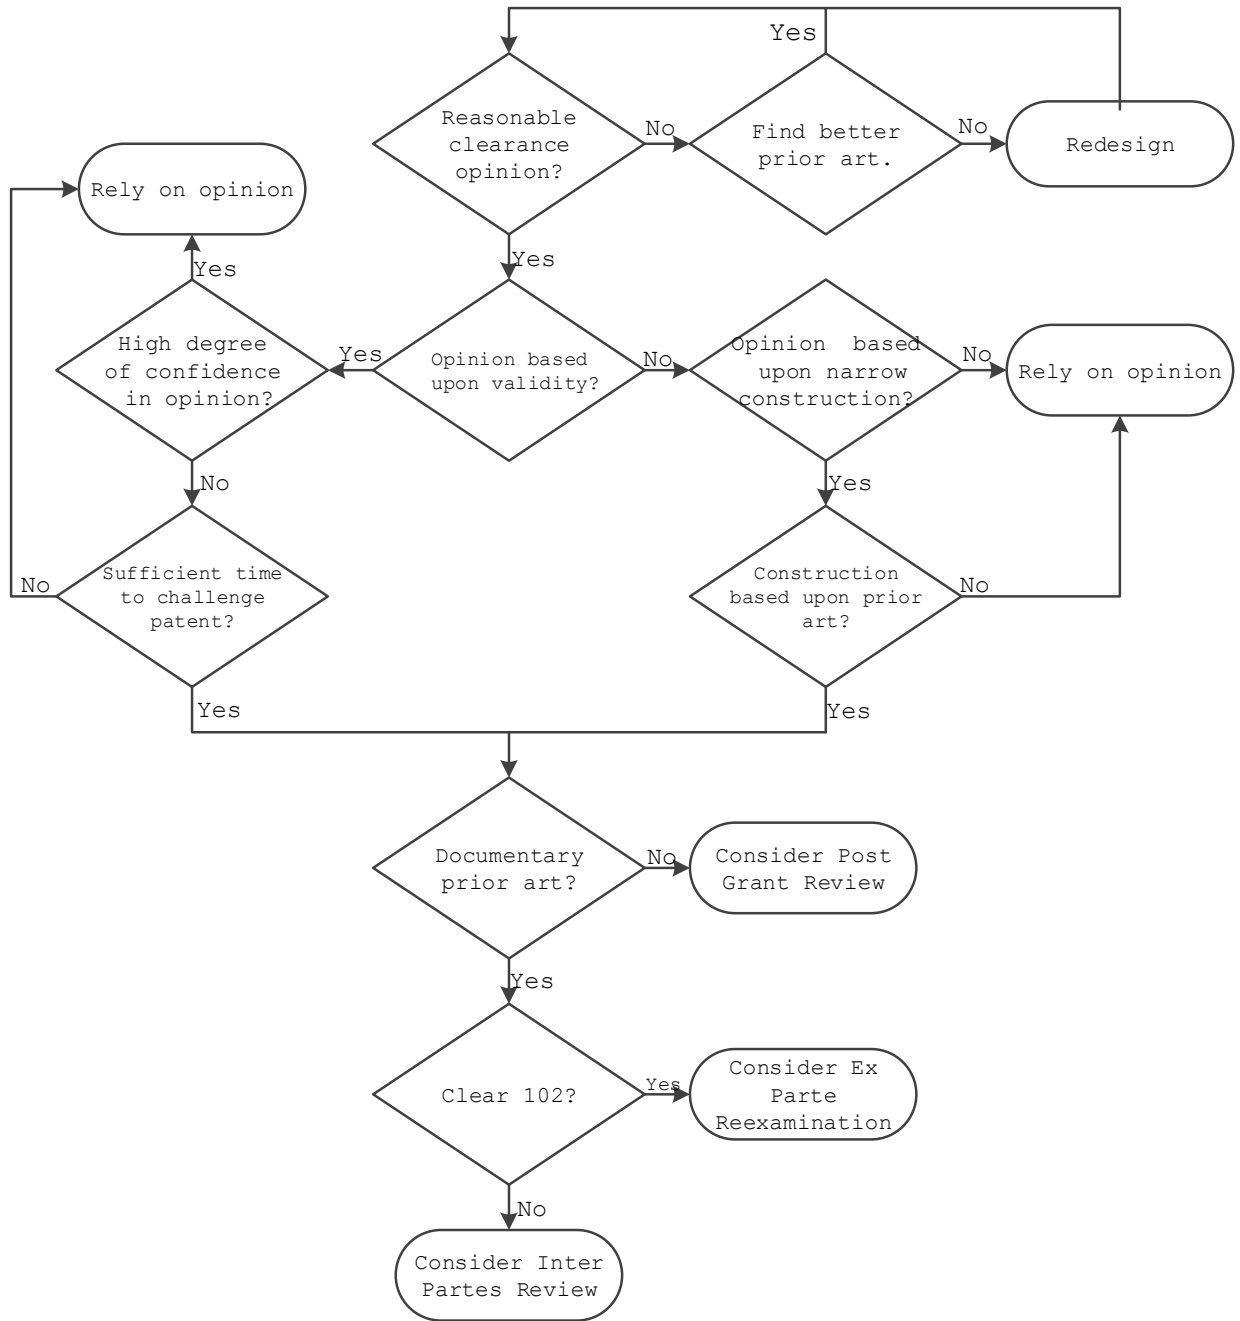 Yes
Reasonable
clearance
opinion?
No
Find better
prior art.
No
Redesign
Rely on opinion
Yes
Yes
High degree
of confidence
in opinion?
Yes
Opinion based
upon validity?
No
Opinion  based
upon narrow
construction?
No
Rely on opinion
No
Yes
Sufficient time
to challenge
patent?
No
Construction
based upon prior
art?
No
Yes
Yes
Documentary
prior art?
No
Consider Post
Grant Review
Yes
Clear 102?
Yes
Consider Ex
Parte
Reexamination
No
Consider Inter
Partes Review